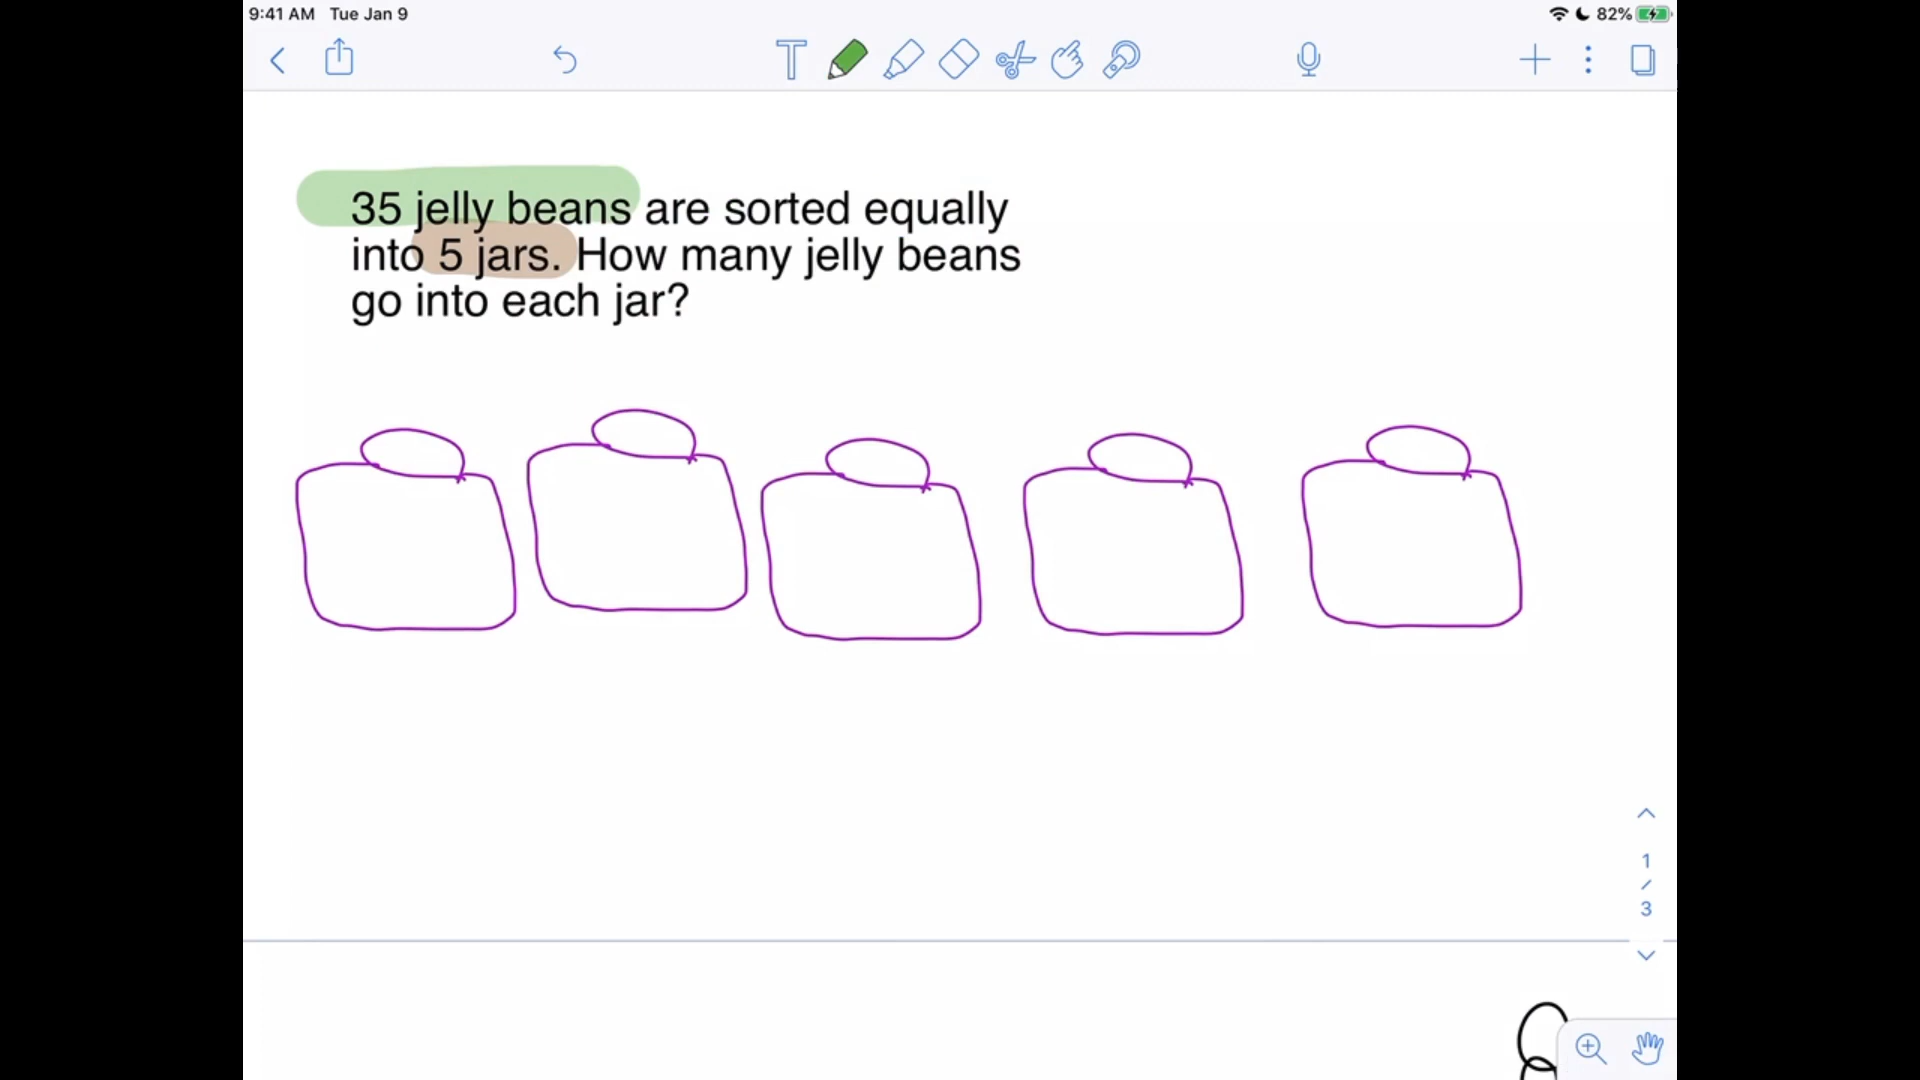 9:41 AM Tue Jan 9
82%
35 jelly beans are sorted equally
into 5 jars. How many jelly beans
go into each jar?
1
/
3